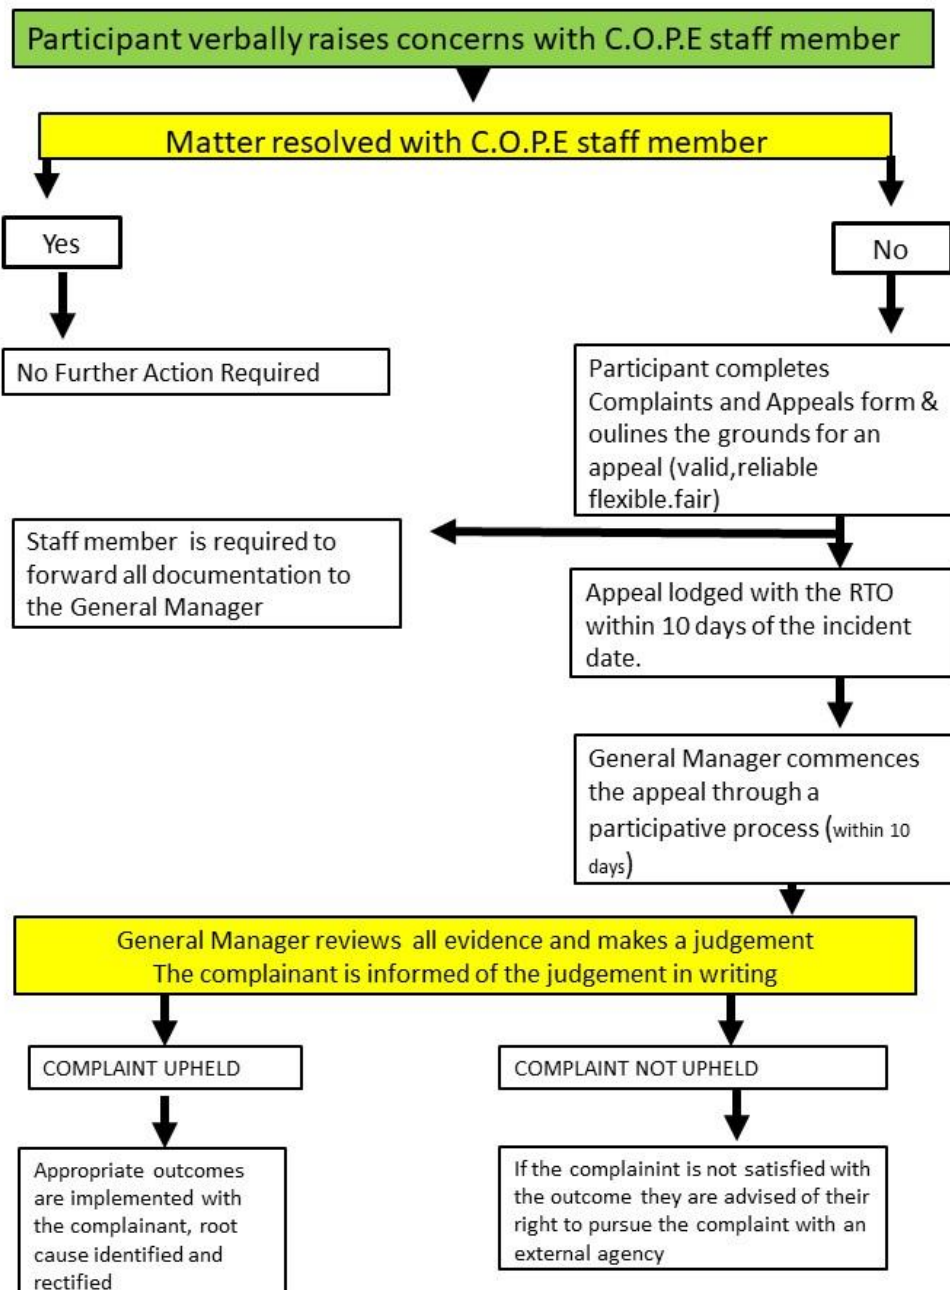 Participant verbally raises concerns with C.O.P.E staff member
Matter resolved with C.O.P.E staff member
Yes
No
No Further Action Required
Participant completes
Complaints and Appeals form &
oulines the grounds for an
appeal (valid,reliable
flexible.fair)
Staff member is required to
forward all documentation to
the General Manager
Appeal lodged with the RTO
within 10 days of the incident
date.
General Manager commences
the appeal through a
participative process (within 10
days)
General Manager reviews all evidence and makes a judgement
The complainant is informed of the judgement in writing
COMPLAINT UPHELD
COMPLAINT NOT UPHELD
Appropriate outcomes
are implemented with
the complainant, root
cause identified and
rectified
If the complainint is not satisfied with
the outcome they are advised of their
right to pursue the complaint with an
external agency